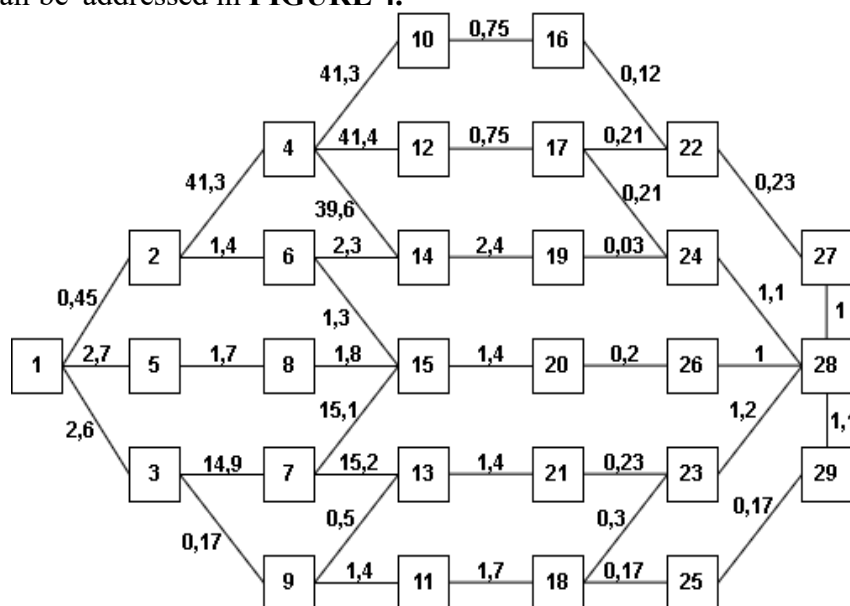 be addressed in FIGURE 4.
10 0,75 16
41,3 0,12
4 41,4 12 0,75 17 0,21 22
41,3 39,6 0,21 0,23
2 1,4 6 2,3 14 2,4 19 0,03 24 27
0,45 1,3 1,1 1
1 2,7 5 1,7 8 1,8 15 1,4 20 0,2 26 1 28
2,6 15,1 1,2
3 14,9 7 15,2 13 1,4 21 0,23 23 29
0,17 0,5 0,3 0,17
9 1,4 11 1,7 18 0,17 25